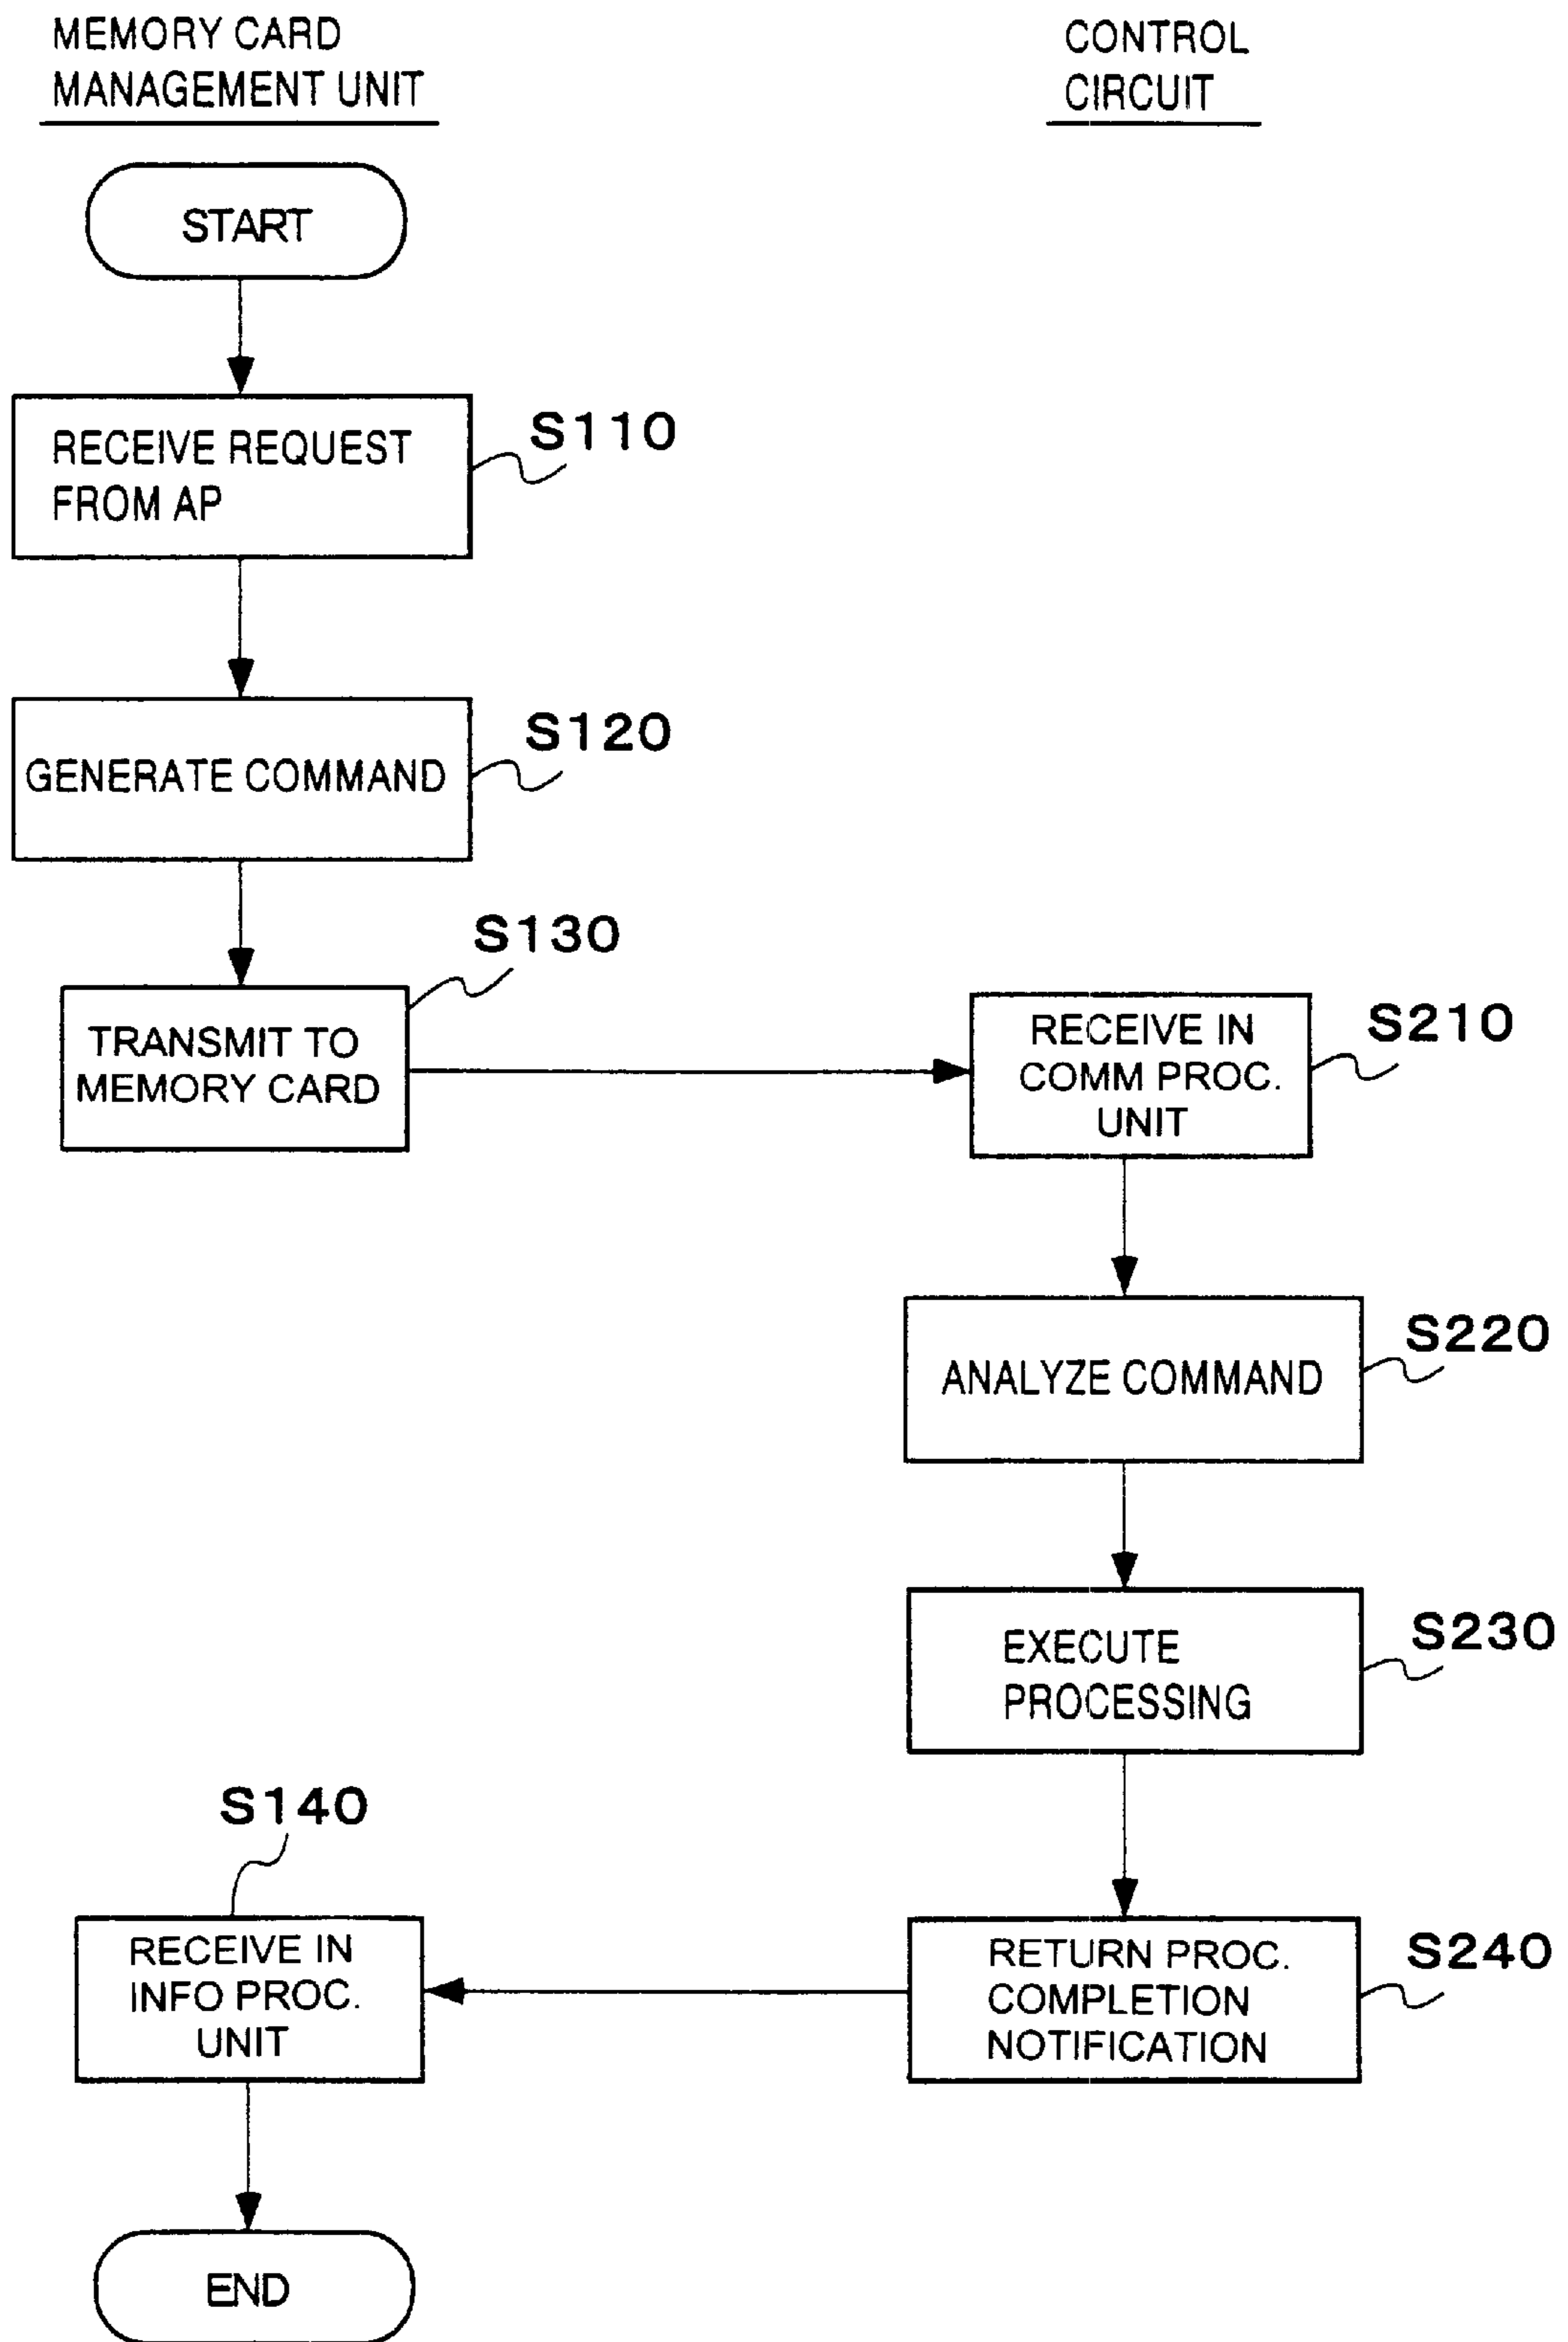 MEMORY CARD
MANAGEMENT UNIT
CONTROL
CIRCUIT
START
RECEIVE REQUEST
FROM AP
S110
GENERATE COMMAND
S120
TRANSMIT TO
MEMORY CARD
S130
RECEIVE IN
COMM PROC.
UNIT
S210
ANALYZE COMMAND
S220
EXECUTE
PROCESSING
S230
RETURN PROC.
COMPLETION
NOTIFICATION
S240
S140
RECEIVE IN
INFO PROC.
UNIT
END